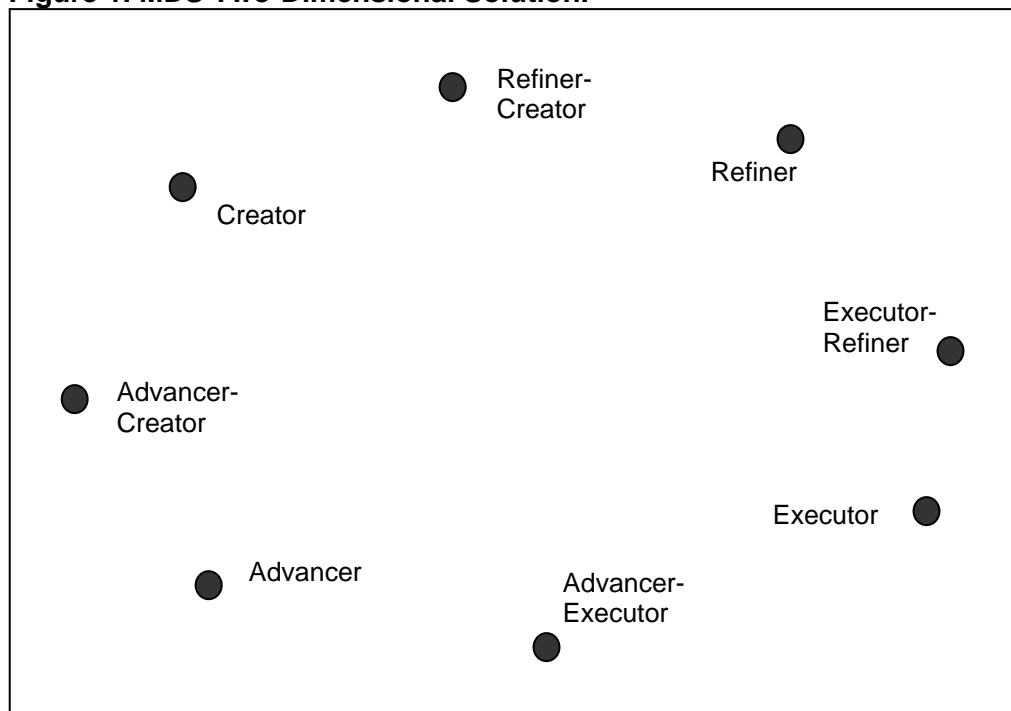 Figure 1: MDS Two-Dimensional Solution.
Refiner-
Creator
Refiner
Creator
Executor-
Refiner
Advancer-
Creator
Executor
Advancer
Advancer-
Executor